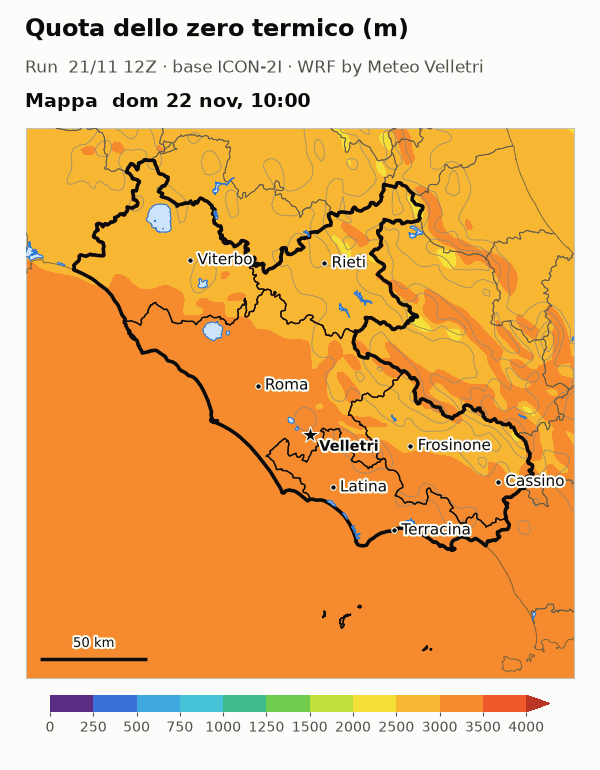 Quota dello zero termico (m)
Run 21/11 12Z · base ICON-2I · WRF by Meteo Velletri
Mappa dom 22 nov, 10:00
Viterbo
Rieti
Roma
Velletri
Frosinone
Cassino
Latina
Terracina
50 km
0 250 500 750 1000 1250 1500 2000 2500 3000 3500 4000